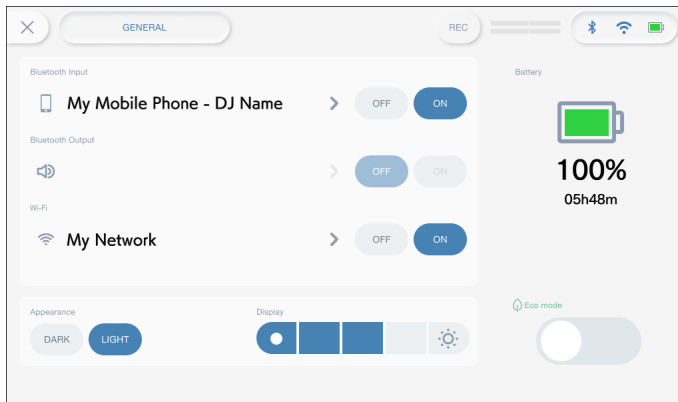 GENERAL
REC
Bluetooth Input
My Mobile Phone - DJ Name
OFF
ON
Bluetooth Output
OFF
ON
Wi-Fi
My Network
OFF
ON
Battery
100%
05h48m
Appearance
DARK
LIGHT
Display
Eco mode